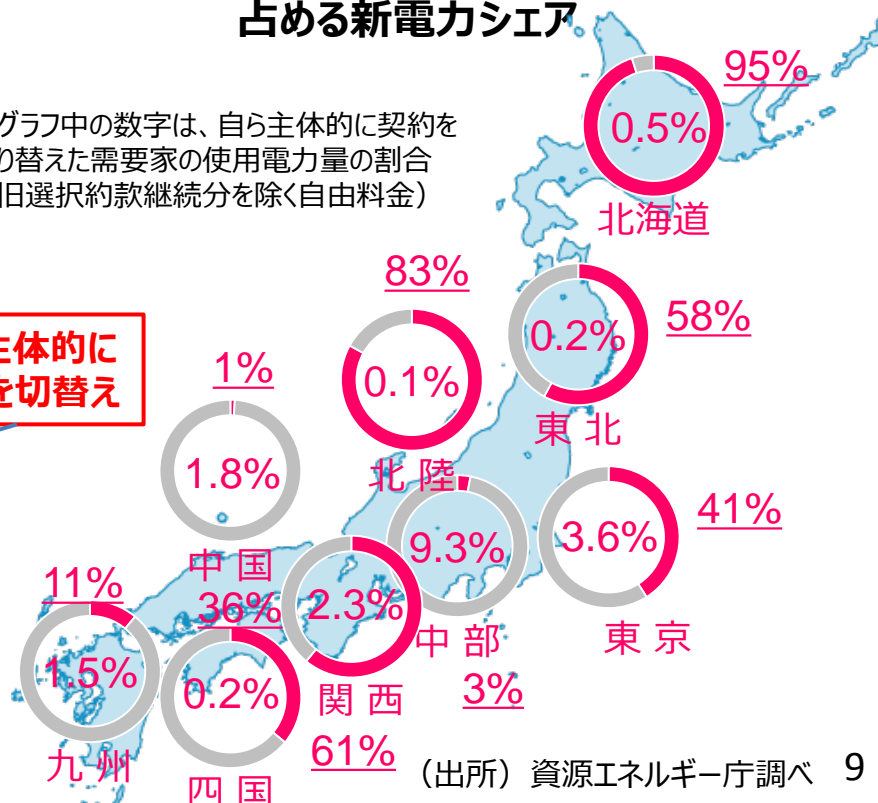 占める新電力シェア
グラフ中の数字は、自ら主体的に契約を
り替えた需要家の使用電力量の割合
旧選択約款継続分を除く自由料金）
95%
0.5%
北海道
83%
0.1%
北 陸
58%
0.2%
東 北
主体的に
を切替え
1%
1.8%
中 国
41%
3.6%
東 京
9.3%
中 部
3%
2.3%
関 西
61%
36%
0.2%
四 国
11%
1.5%
九 州
（出所）資源エネルギー庁調べ
9